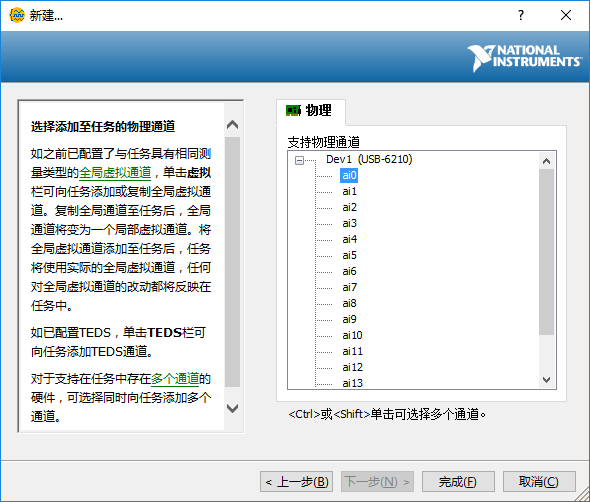 新建...
NATIONAL
INSTRUMENTS
选择添加至任务的物理通道
如之前已配置了与任务具有相同测
量类型的全局虚拟通道，单击虚拟
栏可向任务添加或复制全局虚拟通
道。复制全局通道至任务后，全局
通道将变为一个局部虚拟通道。将
全局虚拟通道添加至任务后，任务
将使用实际的全局虚拟通道，任何
对全局虚拟通道的改动都将反映在
任务中。
如已配置TEDS，单击TEDS栏可
向任务添加TEDS通道。
对于支持在任务中存在多个通道的
硬件，可选择同时向任务添加多个
通道。
物理
支持物理通道
Dev1 (USB-6210)
ai0
ai1
ai2
ai3
ai4
ai5
ai6
ai7
ai8
ai9
ai10
ai11
ai12
ai13
<Ctrl>或<Shift>单击可选择多个通道。
< 上一步(B)
下一步(N) >
完成(F)
取消(C)